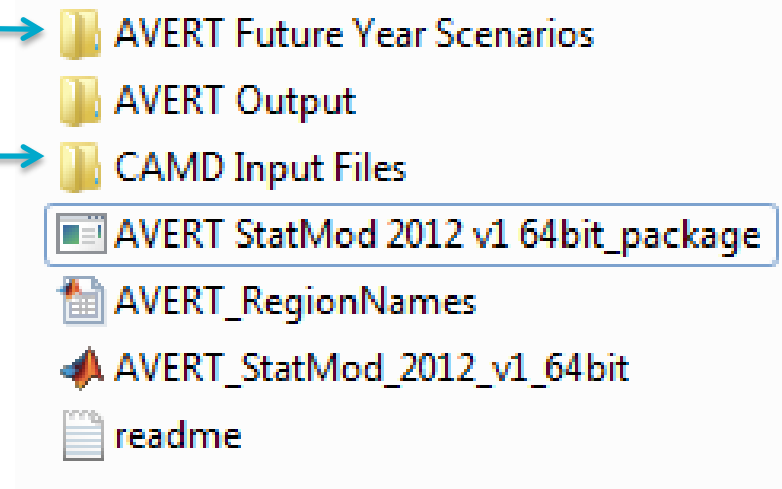 AVERT Future Year Scenarios
AVERT Output
CAMD Input Files
AVERT StatMod 2012 v1 64bit_package
AVERT_RegionNames
AVERT_StatMod_2012_v1_64bit
readme